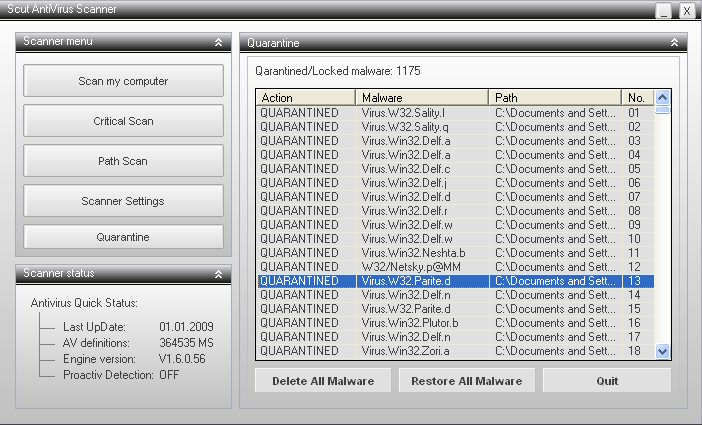 Scut AntiVirus Scanner
Scanner menu
Scan my computer
Critical Scan
Path Scan
Scanner Settings
Quarantine
Scanner status
Antivirus Quick Status:
Last UpDate: 01.01.2009
AV definitions: 364535 MS
Engine version: V1.6.0.56
Proactiv Detection: OFF
Quarantine
Qarantined/Locked malware: 1175
Action Malware Path No.
QUARANTINED Virus.W32.Sality.l C:\Documents and Sett... 01
QUARANTINED Virus.W32.Sality.q C:\Documents and Sett... 02
QUARANTINED Virus.Win32.Delf.a C:\Documents and Sett... 03
QUARANTINED Virus.Win32.Delf.a C:\Documents and Sett... 04
QUARANTINED Virus.Win32.Delf.c C:\Documents and Sett... 05
QUARANTINED Virus.Win32.Delf.j C:\Documents and Sett... 06
QUARANTINED Virus.Win32.Delf.d C:\Documents and Sett... 07
QUARANTINED Virus.Win32.Delf.r C:\Documents and Sett... 08
QUARANTINED Virus.Win32.Delf.w C:\Documents and Sett... 09
QUARANTINED Virus.Win32.Delf.w C:\Documents and Sett... 10
QUARANTINED Virus.Win32.Neshta.b C:\Documents and Sett... 11
QUARANTINED W32/Netsky.p@MM C:\Documents and Sett... 12
QUARANTINED Virus.W32.Parite.d C:\Documents and Sett... 13
QUARANTINED Virus.Win32.Delf.n C:\Documents and Sett... 14
QUARANTINED Virus.W32.Parite.d C:\Documents and Sett... 15
QUARANTINED Virus.Win32.Plutor.b C:\Documents and Sett... 16
QUARANTINED Virus.Win32.Delf.n C:\Documents and Sett... 17
QUARANTINED Virus.Win32.Zori.a C:\Documents and Sett... 18
Delete All Malware
Restore All Malware
Quit